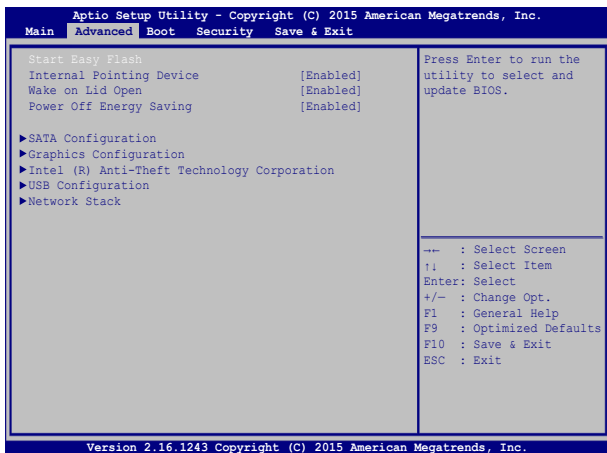 Aptio Setup Utility - Copyright (C) 2015 American Megatrends, Inc.
Main Advanced Boot Security Save & Exit
Start Easy Flash
Internal Pointing Device [Enabled]
Wake on Lid Open [Enabled]
Power Off Energy Saving [Enabled]
▶SATA Configuration
▶Graphics Configuration
▶Intel (R) Anti-Theft Technology Corporation
▶USB Configuration
▶Network Stack
Press Enter to run the
utility to select and
update BIOS.
→← : Select Screen
↑↓ : Select Item
Enter: Select
+/— : Change Opt.
F1 : General Help
F9 : Optimized Defaults
F10 : Save & Exit
ESC : Exit
Version 2.16.1243 Copyright (C) 2015 American Megatrends, Inc.